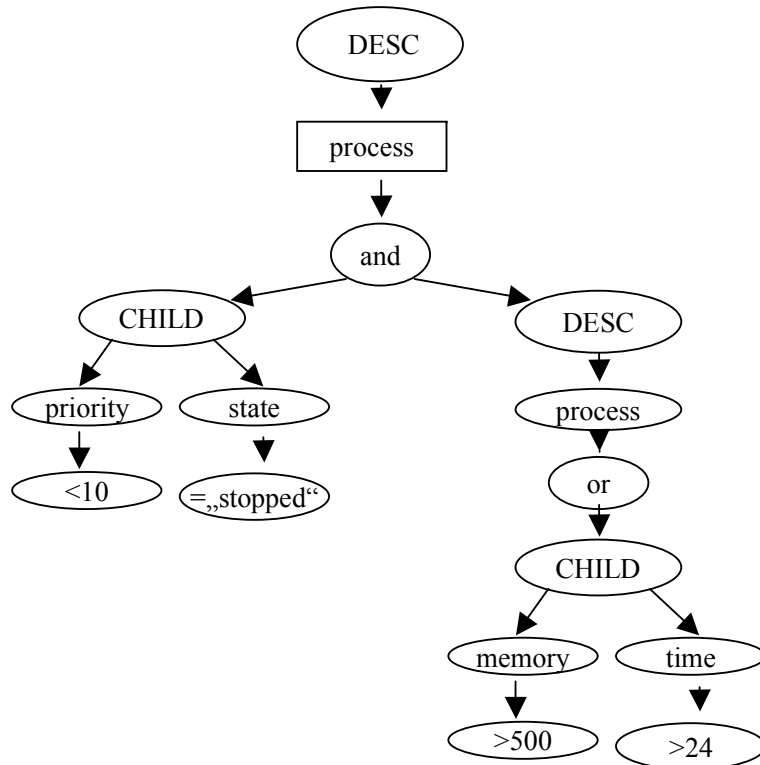 DESC
process
and
CHILD
DESC
priority
state
process
<10
=„stopped“
or
CHILD
memory
time
>500
>24